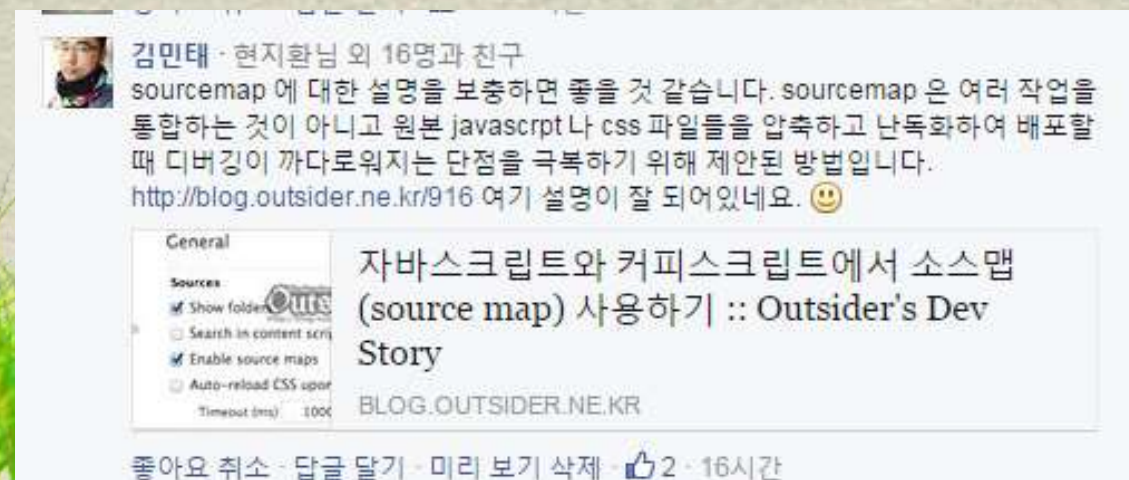 김민태 · 현지환님 외 16명과 친구
sourcemap 에 대한 설명을 보충하면 좋을 것 같습니다. sourcemap 은 여러 작업을
통합하는 것이 아니고 원본 javascrpt 나 css 파일들을 압축하고 난독화하여 배포할
때 디버깅이 까다로워지는 단점을 극복하기 위해 제안된 방법입니다.
http://blog.outsider.ne.kr/916 여기 설명이 잘 되어있네요.
General
Sources
Show folder
Search in content scri
Enable source maps
Auto-reload CSS upor
Timeout (ms) 1000
Outs
자바스크립트와 커피스크립트에서 소스맵
(source map) 사용하기 :: Outsider's Dev
Story
BLOG.OUTSIDER.NE.KR
좋아요 취소 · 답글 달기 · 미리 보기 삭제 · 2 · 16시간